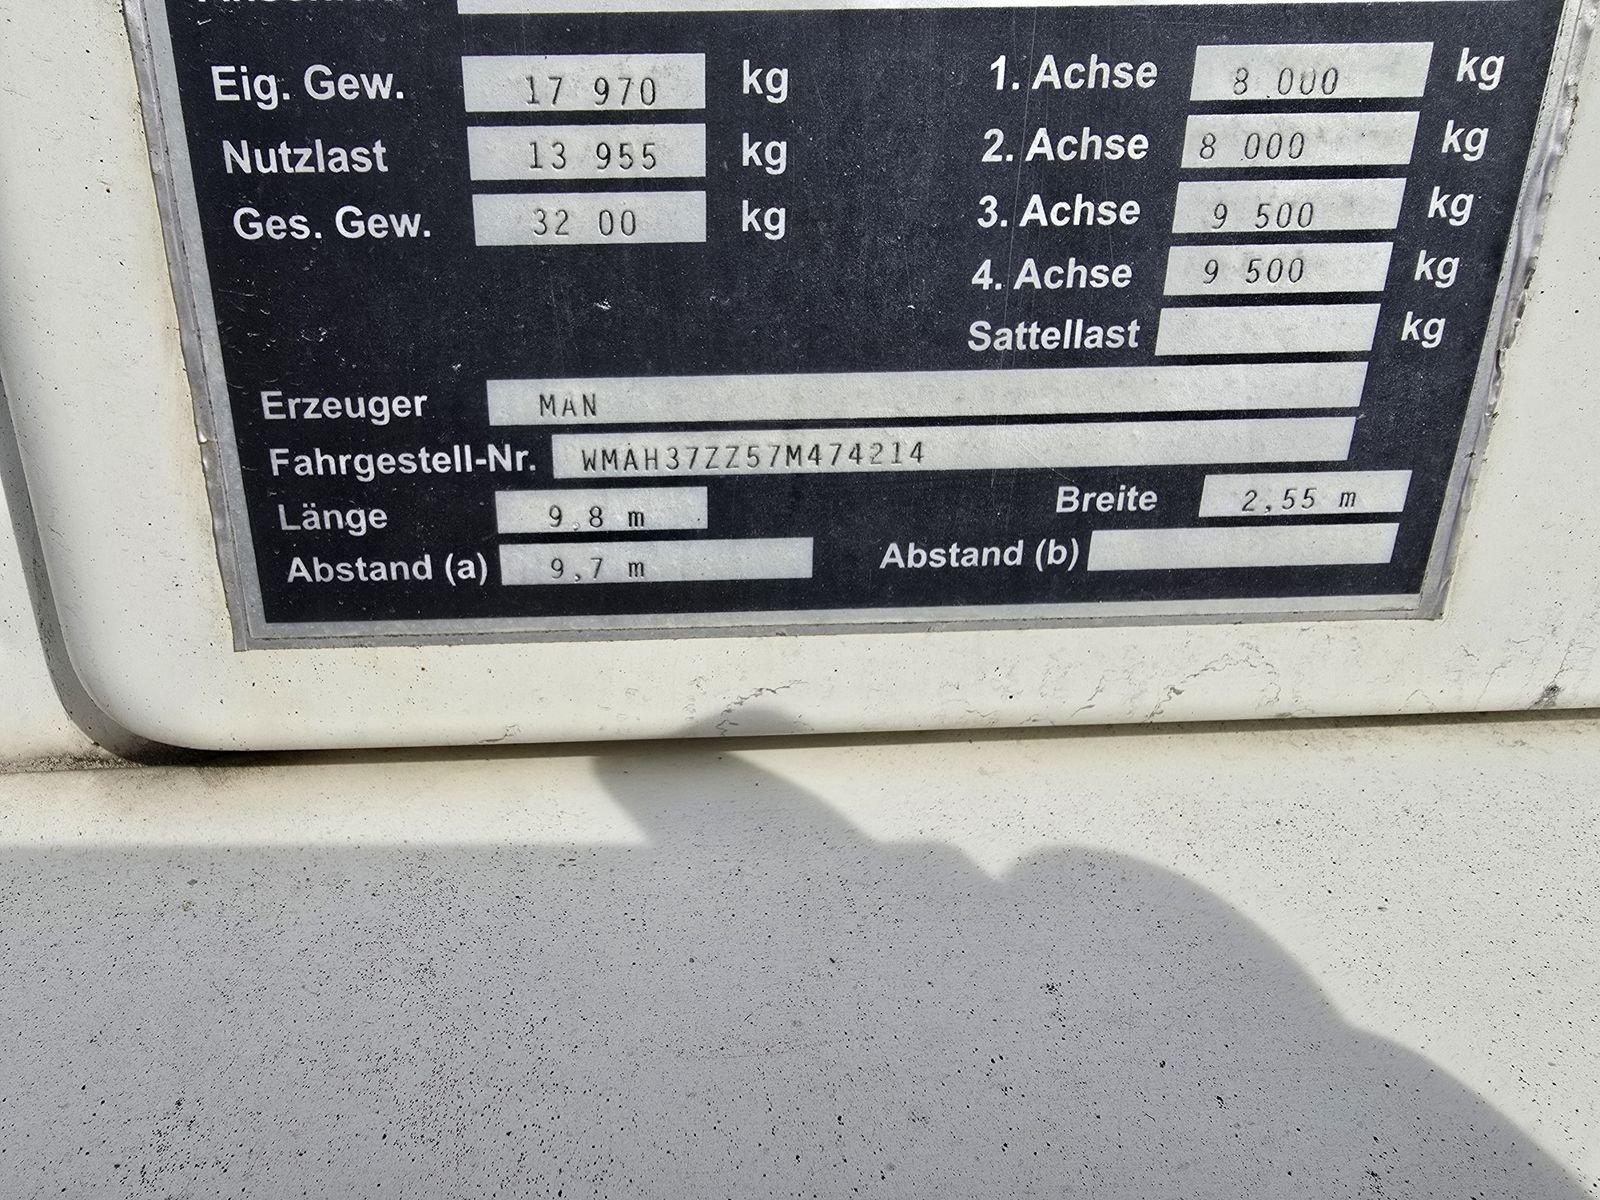 Eig. Gew. 17 970 kg 1. Achse 8 000 kg
Nutzlast 13 955 kg 2. Achse 8 000 kg
Ges. Gew. 32 00 kg 3. Achse 9 500 kg
4. Achse 9 500 kg
Sattellast kg
Erzeuger MAN
Fahrgestell-Nr. WMAH37ZZ57M474214
Länge 9,8 m Breite 2,55 m
Abstand (a) 9,7 m Abstand (b)